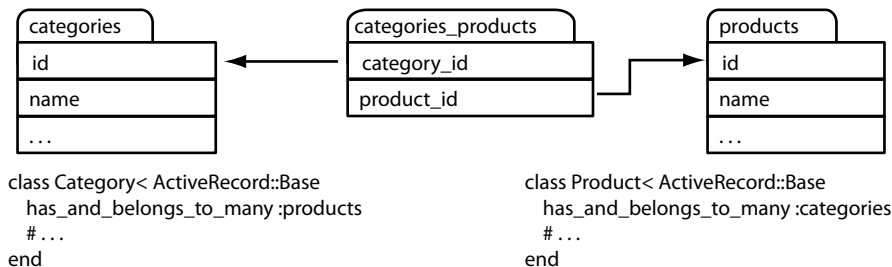 categories
id
name
. . .
categories_products
category_id
product_id
products
id
name
. . .
class Category< ActiveRecord::Base
has_and_belongs_to_many :products
# . . .
end
class Product< ActiveRecord::Base
has_and_belongs_to_many :categories
# . . .
end